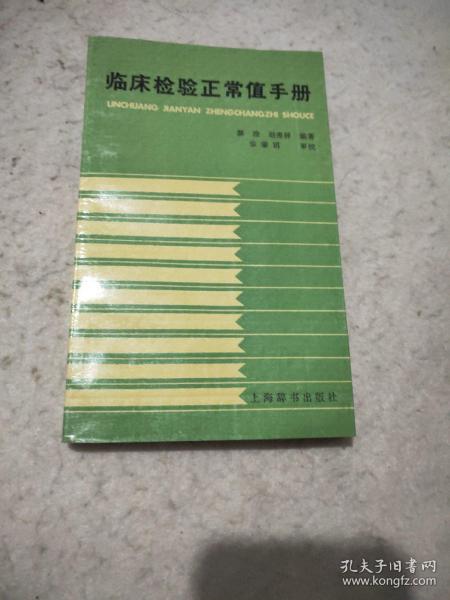 临床检验正常值手册
LINCHUANG JIANYAN ZHENGCHANGZHI SHOUCE
编著
审校
上海辞书出版社
孔夫子旧书网
www.kongfz.com